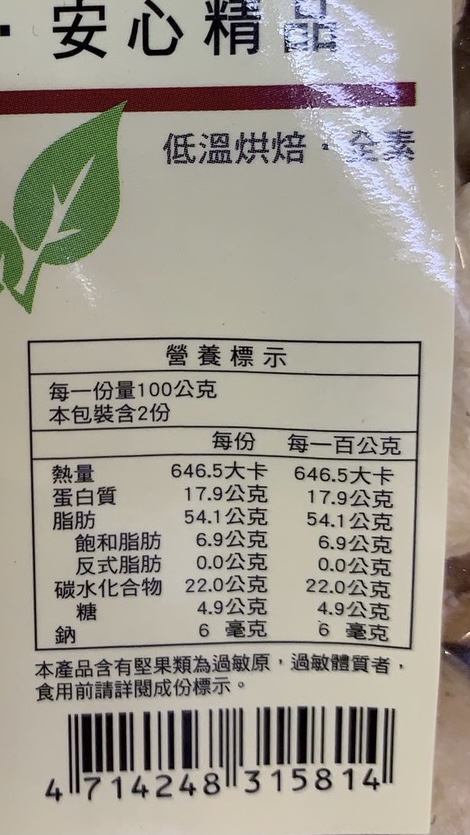 ·安心精品
低溫烘焙·全素
營養標示
每一份量100公克
本包裝含2份
每份 每一百公克
熱量 646.5大卡 646.5大卡
蛋白質 17.9公克 17.9公克
脂肪 54.1公克 54.1公克
飽和脂肪 6.9公克 6.9公克
反式脂肪 0.0公克 0.0公克
碳水化合物 22.0公克 22.0公克
糖 4.9公克 4.9公克
鈉 6 毫克 6 毫克
本產品含有堅果類為過敏原，過敏體質者，
食用前請詳閱成份標示。
4 714248 315814